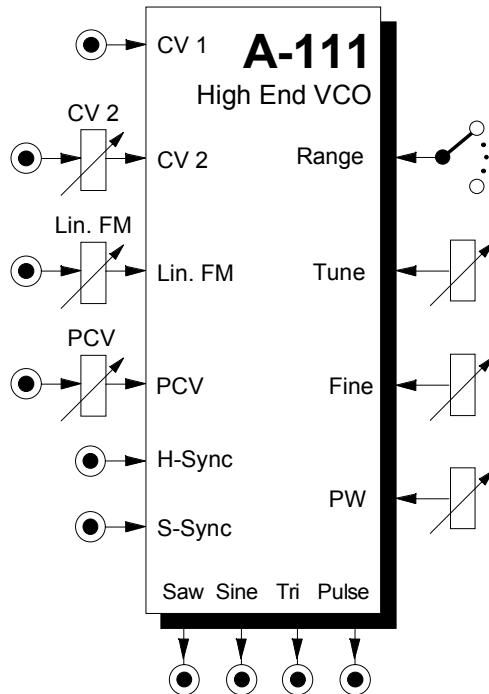 A-111
High End VCO
CV 1
CV 2
CV 2
Range
Lin. FM
Lin. FM
Tune
PCV
PCV
Fine
H-Sync
PW
S-Sync
Saw Sine Tri Pulse